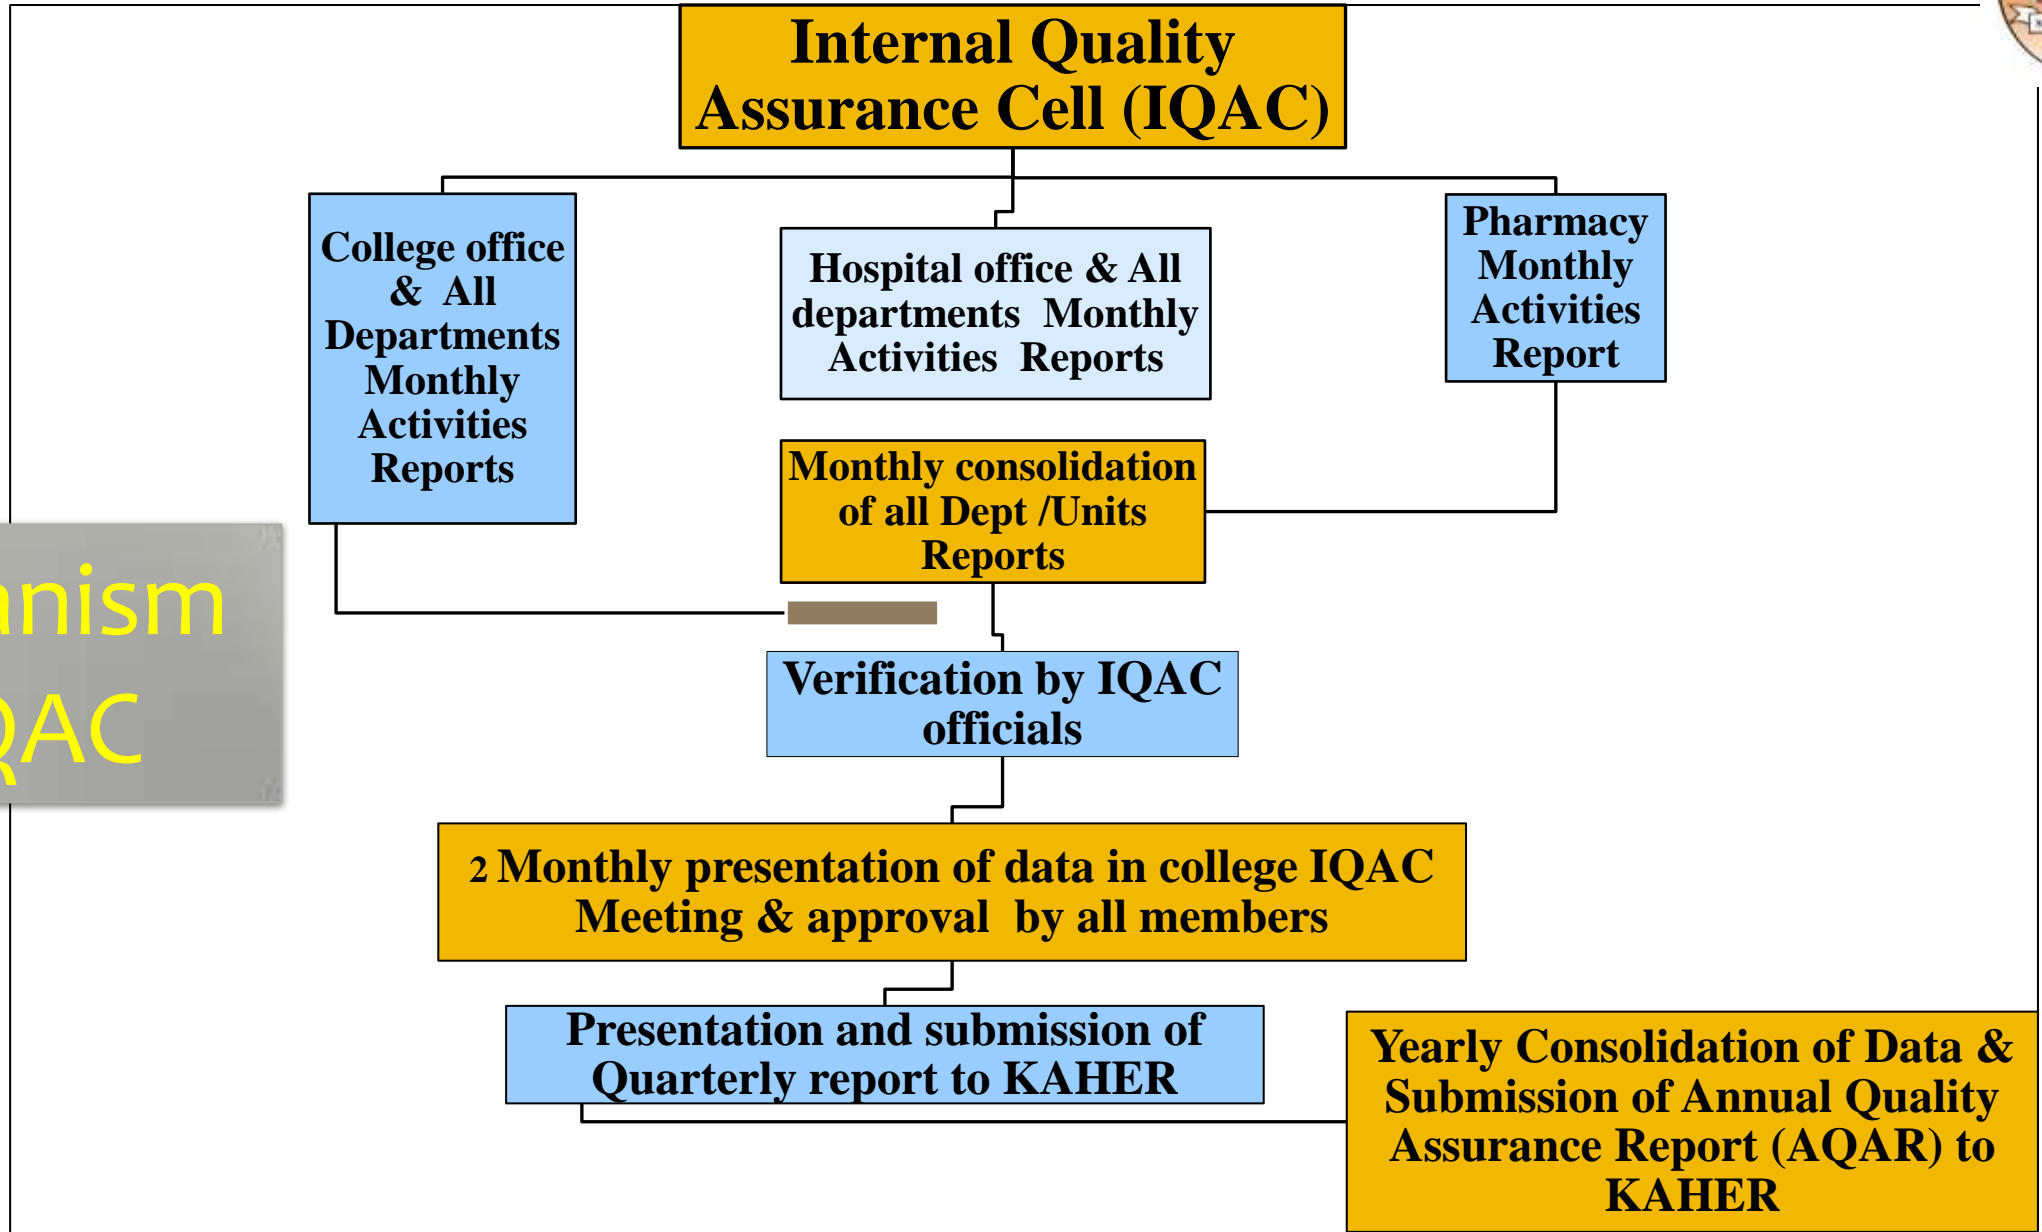 Internal Quality
Assurance Cell (IQAC)
College office
& All
Departments
Monthly
Activities
Reports
Hospital office & All
departments Monthly
Activities Reports
Pharmacy
Monthly
Activities
Report
Monthly consolidation
of all Dept /Units
Reports
Verification by IQAC
officials
2 Monthly presentation of data in college IQAC
Meeting & approval by all members
Presentation and submission of
Quarterly report to KAHER
Yearly Consolidation of Data &
Submission of Annual Quality
Assurance Report (AQAR) to
KAHER
anism
QAC